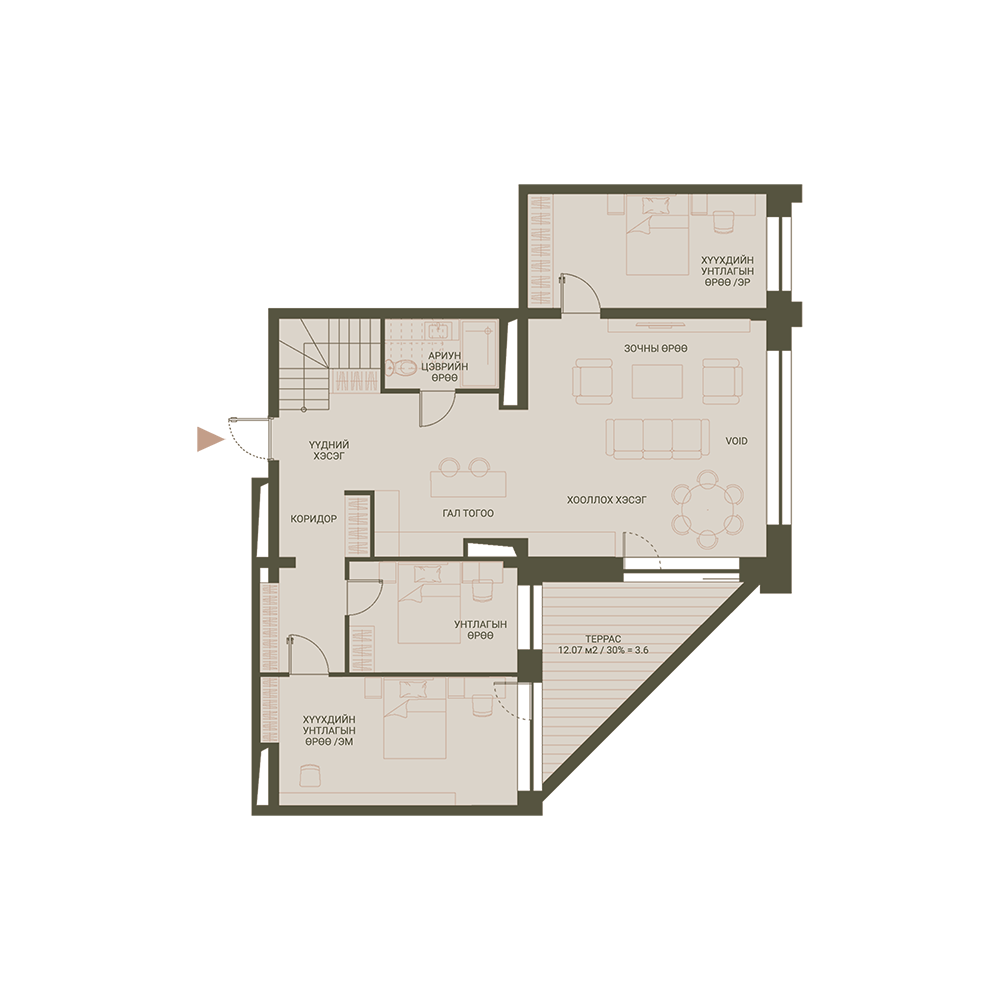 ХҮҮХДИЙН
УНТЛАГЫН
ӨРӨӨ /ЭР
ЗОЧНЫ ӨРӨӨ
АРИУН
ЦЭВРИЙН
ӨРӨӨ
ҮҮДНИЙ
ХЭСЭГ
VOID
ХООЛЛОХ ХЭСЭГ
ГАЛ ТОГОО
КОРИДОР
УНТЛАГЫН
ӨРӨӨ
ТЕРРАС
12.07 м2 / 30% = 3.6
ХҮҮХДИЙН
УНТЛАГЫН
ӨРӨӨ /ЭМ